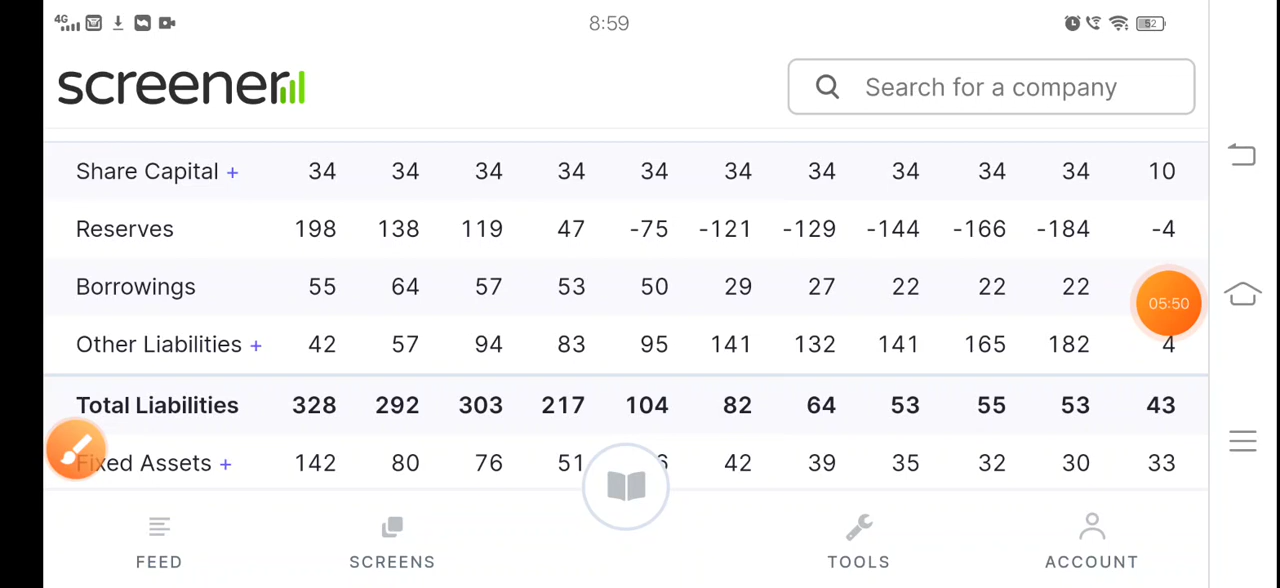 4G 8:59 52
screener Search for a company
Share Capital + 34 34 34 34 34 34 34 34 34 34 10
Reserves 198 138 119 47 -75 -121 -129 -144 -166 -184 -4
Borrowings 55 64 57 53 50 29 27 22 22 22
05:50
Other Liabilities + 42 57 94 83 95 141 132 141 165 182 4
Total Liabilities 328 292 303 217 104 82 64 53 55 53 43
Fixed Assets + 142 80 76 51 42 39 35 32 30 33
FEED SCREENS TOOLS ACCOUNT